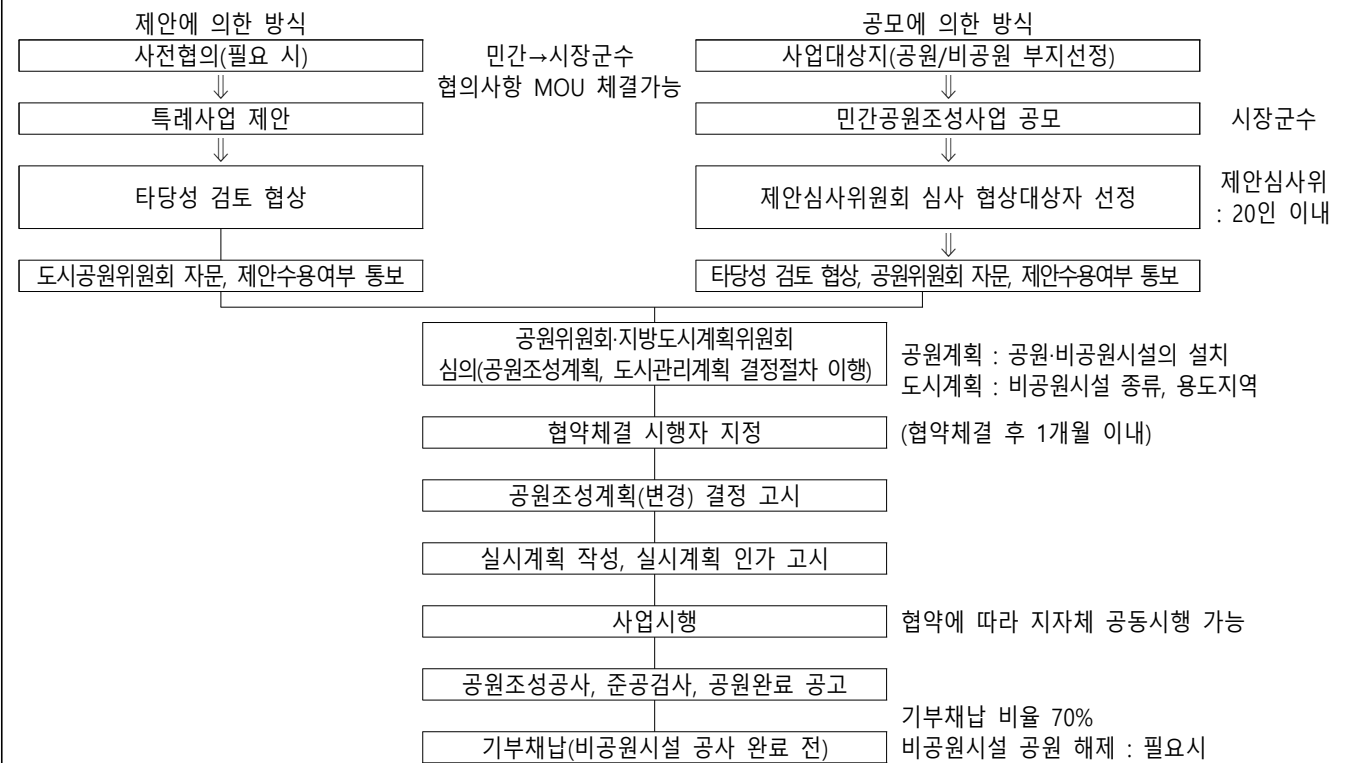 제안에 의한 방식
공모에 의한 방식
사전협의(필요 시)
민간→시장군수
협의사항 MOU 체결가능
사업대상지(공원/비공원 부지선정)
⇓
⇓
특례사업 제안
민간공원조성사업 공모
시장군수
⇓
⇓
타당성 검토 협상
제안심사위원회 심사 협상대상자 선정
제안심사위
: 20인 이내
⇓
도시공원위원회 자문, 제안수용여부 통보
타당성 검토 협상, 공원위원회 자문, 제안수용여부 통보
공원위원회·지방도시계획위원회
심의(공원조성계획, 도시관리계획 결정절차 이행)
공원계획 : 공원·비공원시설의 설치
도시계획 : 비공원시설 종류, 용도지역
협약체결 시행자 지정
(협약체결 후 1개월 이내)
공원조성계획(변경) 결정 고시
실시계획 작성, 실시계획 인가 고시
사업시행
협약에 따라 지자체 공동시행 가능
공원조성공사, 준공검사, 공원완료 공고
기부채납(비공원시설 공사 완료 전)
기부채납 비율 70%
비공원시설 공원 해제 : 필요시